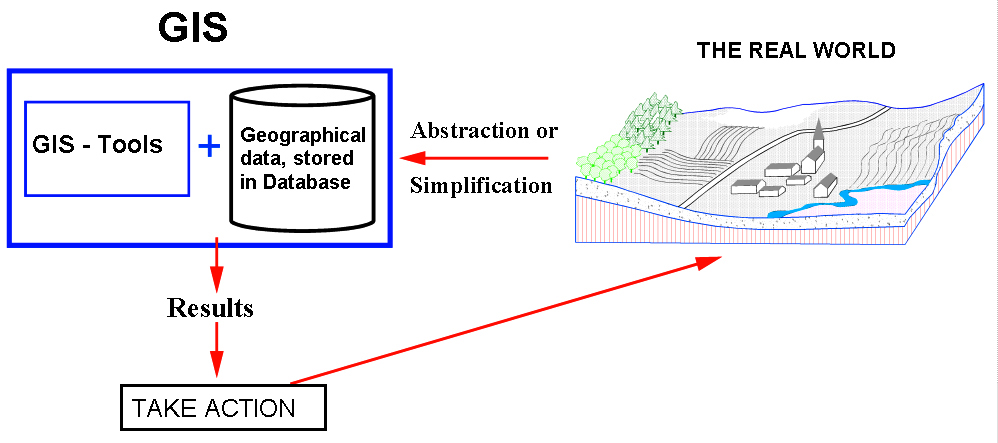 GIS
THE REAL WORLD
GIS - Tools
+
Geographical
data, stored
in Database
Abstraction or
Simplification
Results
TAKE ACTION